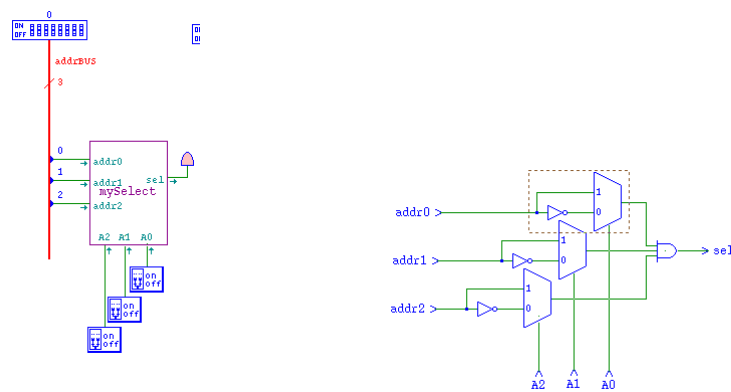 0
ON
OFF
addrBUS
3
0
addr0
1
addr1
sel
mySelect
2
addr2
A2 A1 A0
on
off
on
off
on
off
1
0
addr0
1
0
addr1
sel
1
0
addr2
A2 A1 A0